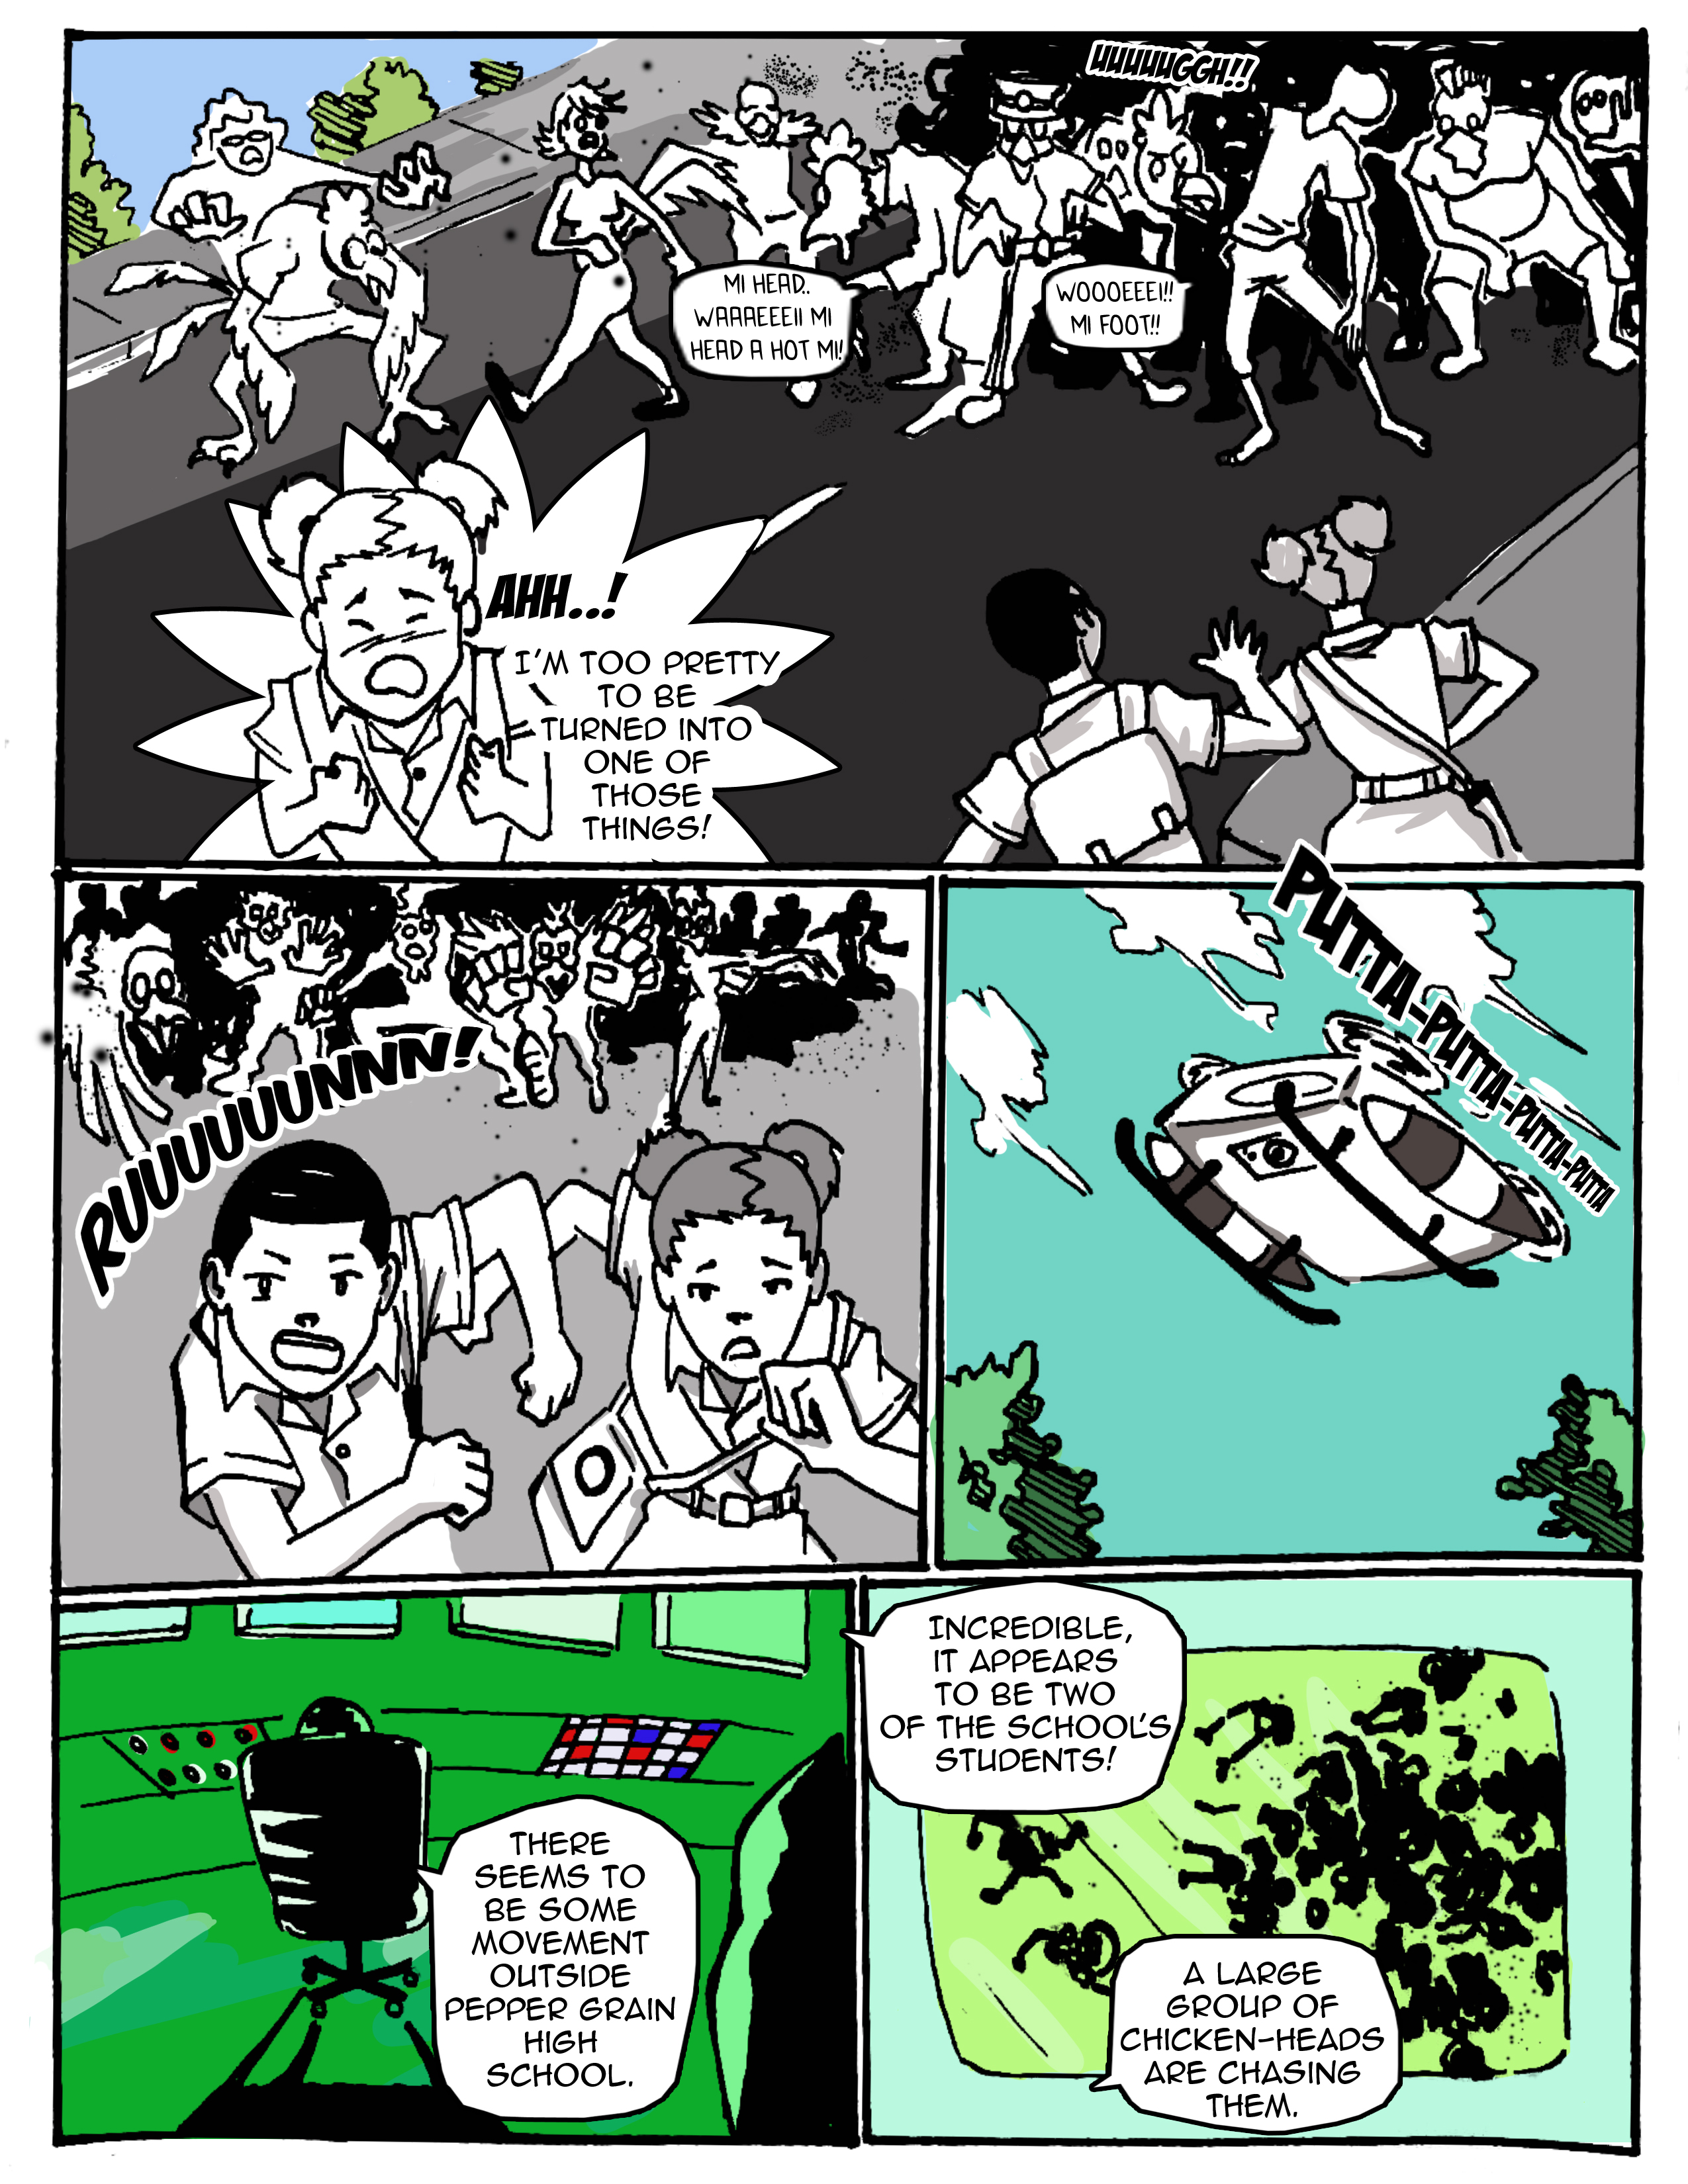 UUUUUGGH!!
MI HEAD..
WAAAEEEII MI
HEAD A HOT MI!
WOOOEEEI!!
MI FOOT!!
AHH...!
I'M TOO PRETTY
TO BE
TURNED INTO
ONE OF
THOSE
THINGS!
RUUUUUUNNN!
PUTTA-PUTTA-PUTTA-PUTTA
THERE
SEEMS TO
BE SOME
MOVEMENT
OUTSIDE
PEPPER GRAIN
HIGH
SCHOOL.
INCREDIBLE,
IT APPEARS
TO BE TWO
OF THE SCHOOL'S
STUDENTS!
A LARGE
GROUP OF
CHICKEN-HEADS
ARE CHASING
THEM.